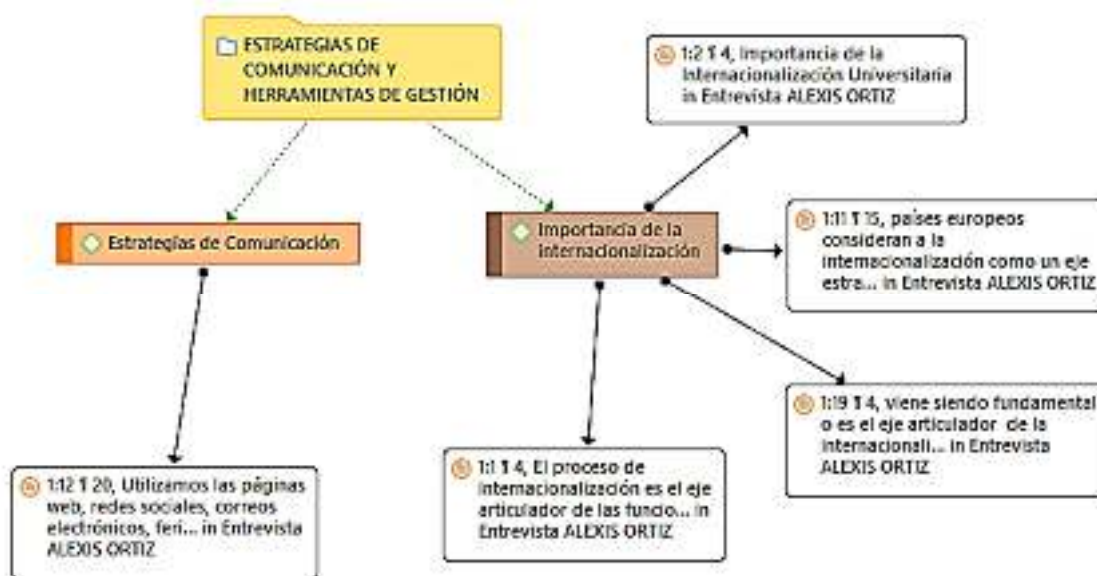 ESTRATEGIAS DE
COMUNICACIÓN Y
HERRAMIENTAS DE GESTIÓN
1:2 ¶ 4, Importancia de la
Internacionalización Universitaria
in Entrevista ALEXIS ORTIZ
Estrategias de Comunicación
Importancia de la
internacionalización
1:11 ¶ 15, países europeos
consideran a la
internacionalización como un eje
estra... in Entrevista ALEXIS ORTIZ
1:19 ¶ 4, viene siendo fundamental
o es el eje articulador de la
internacionali... in Entrevista
ALEXIS ORTIZ
1:12 ¶ 20, Utilizamos las páginas
web, redes sociales, correos
electrónicos, feri... in Entrevista
ALEXIS ORTIZ
1:1 ¶ 4, El proceso de
internacionalización es el eje
articulador de las funcio... in
Entrevista ALEXIS ORTIZ